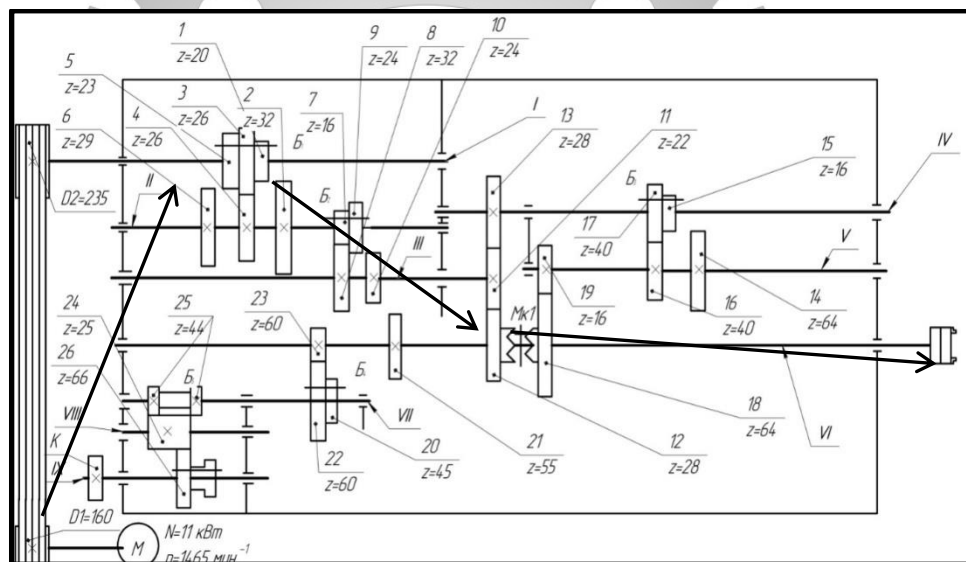 1
z=20
9
z=24
8
z=32
10
z=24
5
z=23
3
z=26
2
z=32
7
z=16
6
z=29
4
z=26
13
z=28
11
z=22
15
z=16
I
IV
II
III
V
VI
D2=235
17
z=40
19
z=16
16
z=40
14
z=64
24
z=25
25
z=44
23
z=60
26
z=66
Мк1
18
z=64
VIII
VII
К
IX
22
z=60
20
z=45
21
z=55
12
z=28
D1=160
М
N=11 кВт
n=1465 мин⁻¹